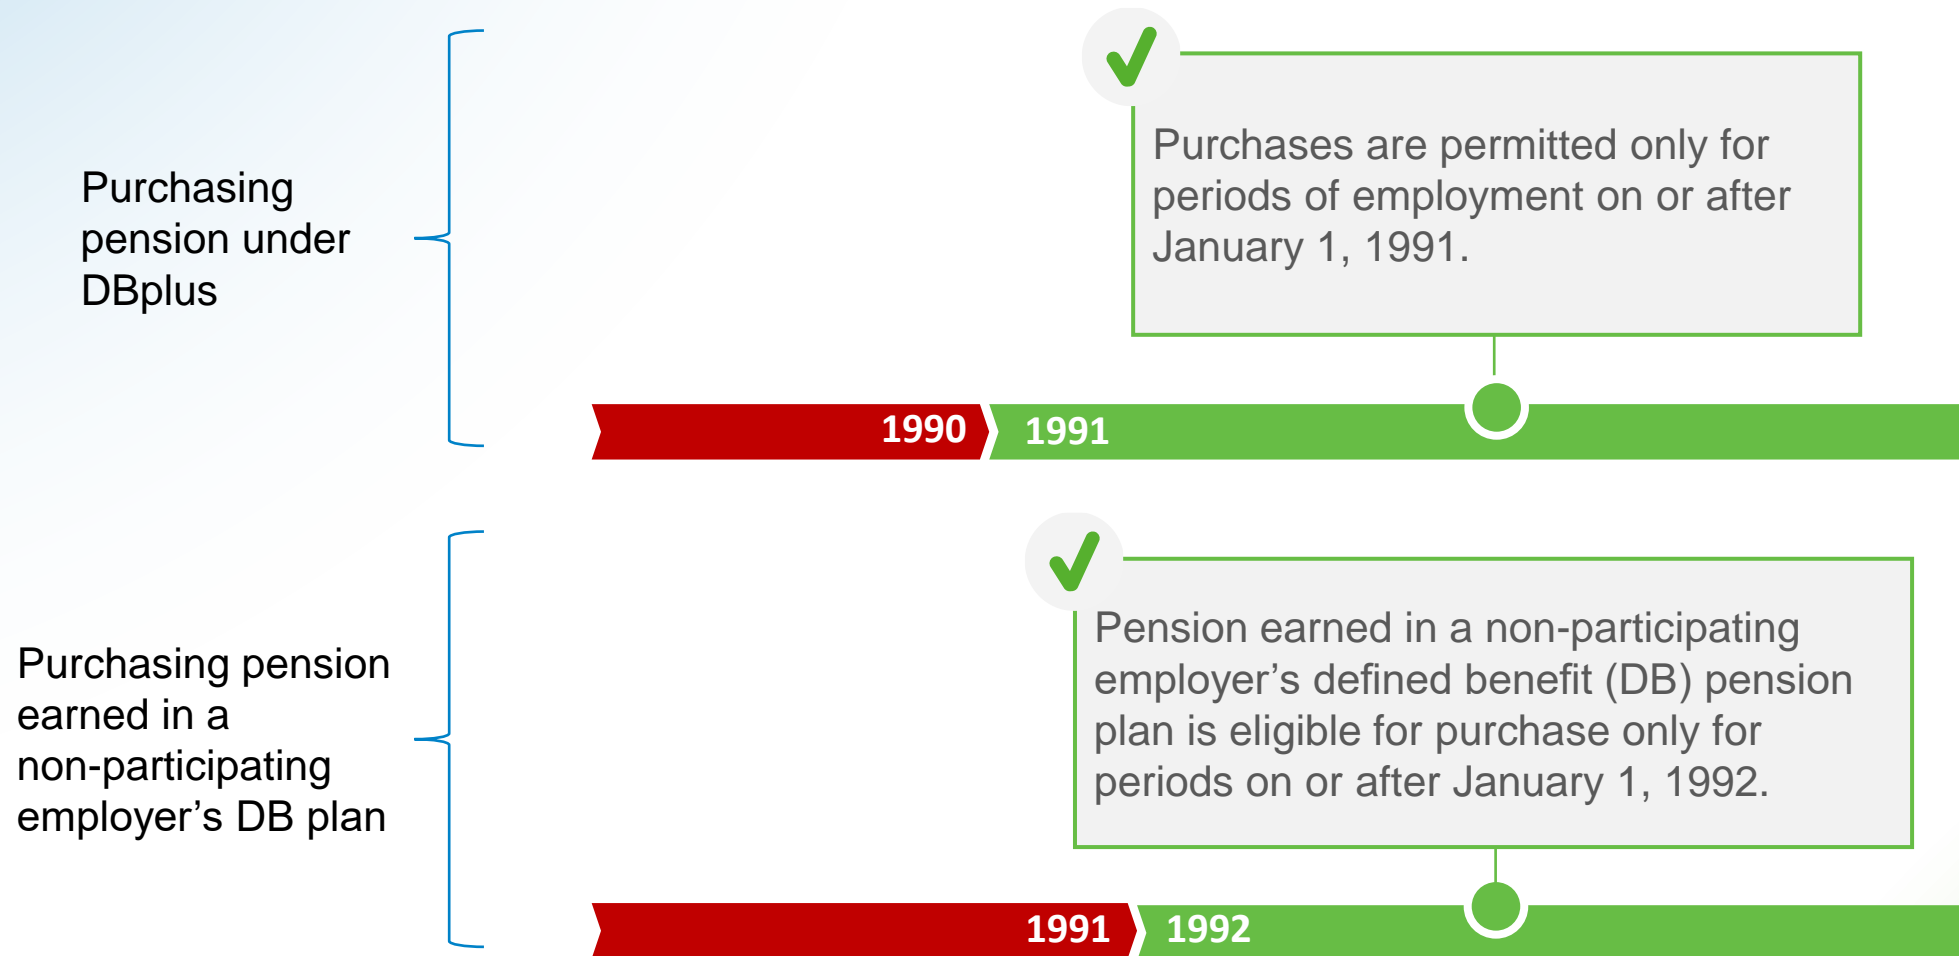 Purchasing
pension under
DBplus
Purchases are permitted only for
periods of employment on or after
January 1, 1991.
1990
1991
Purchasing pension
earned in a
non-participating
employer’s DB plan
Pension earned in a non-participating
employer’s defined benefit (DB) pension
plan is eligible for purchase only for
periods on or after January 1, 1992.
1991
1992